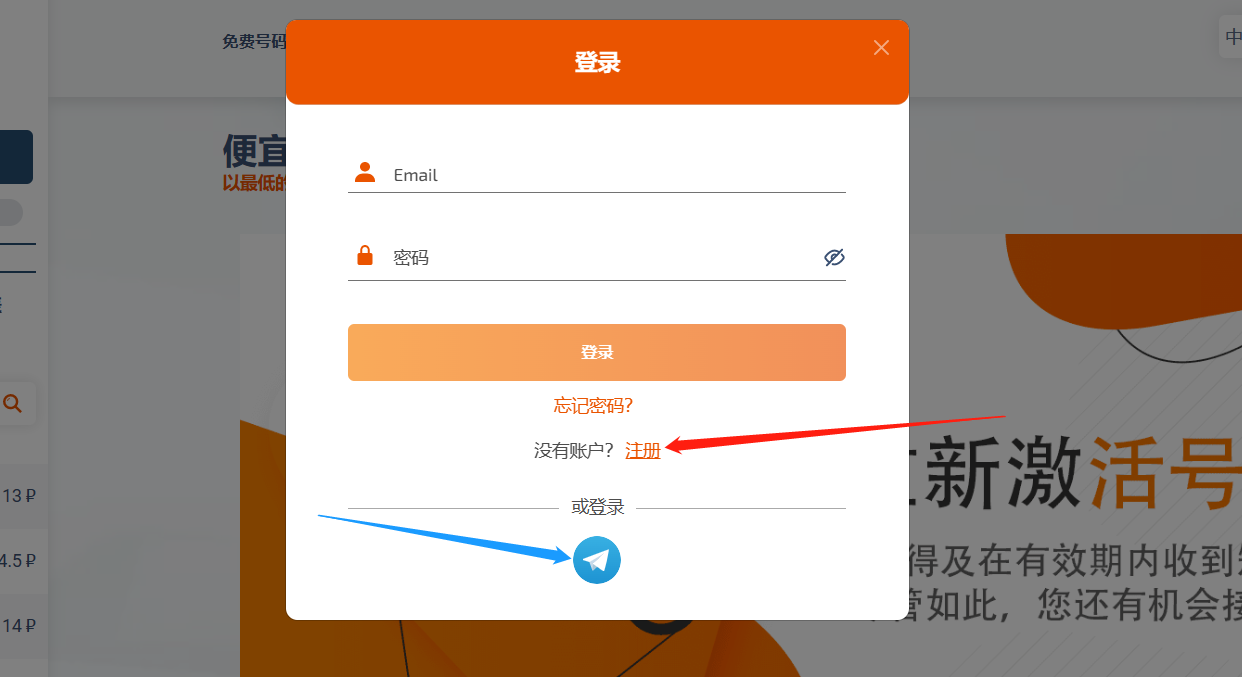 免费号码
中
登录
便宜
以最低的
Email
密码
登录
忘记密码?
没有账户? 注册
新激活号
13 ₽
或登录
4.5 ₽
得及在有效期内收到
14 ₽
管如此，您还有机会接